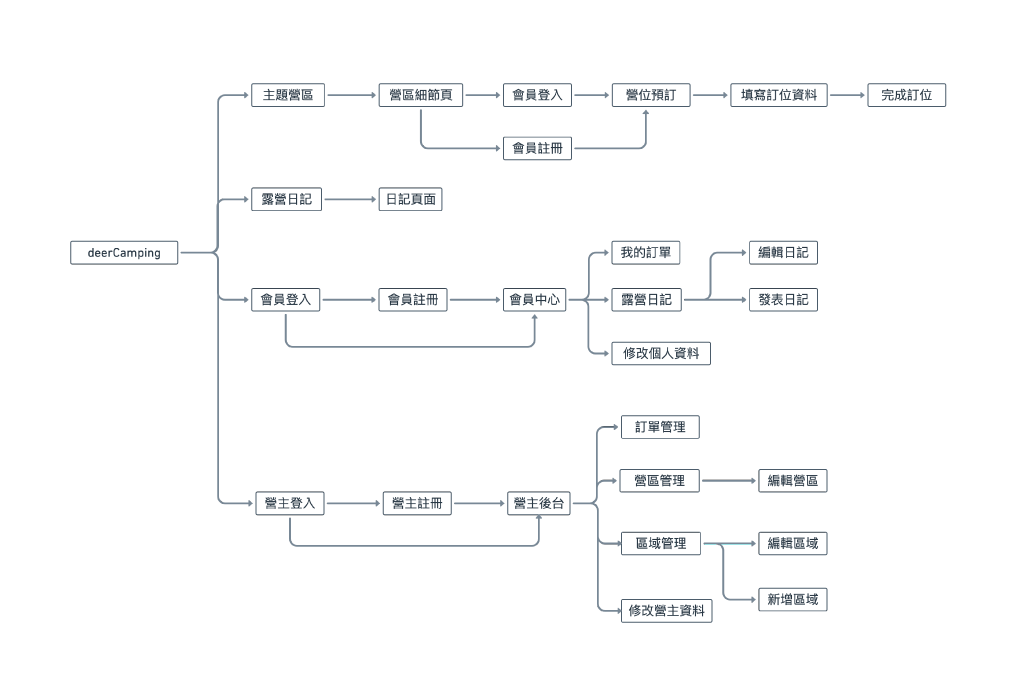 主題營區
營區細節頁
會員登入
營位預訂
填寫訂位資料
完成訂位
會員註冊
露營日記
日記頁面
deerCamping
我的訂單
編輯日記
會員登入
會員註冊
會員中心
露營日記
發表日記
修改個人資料
訂單管理
營區管理
編輯營區
營主登入
營主註冊
營主後台
區域管理
編輯區域
新增區域
修改營主資料